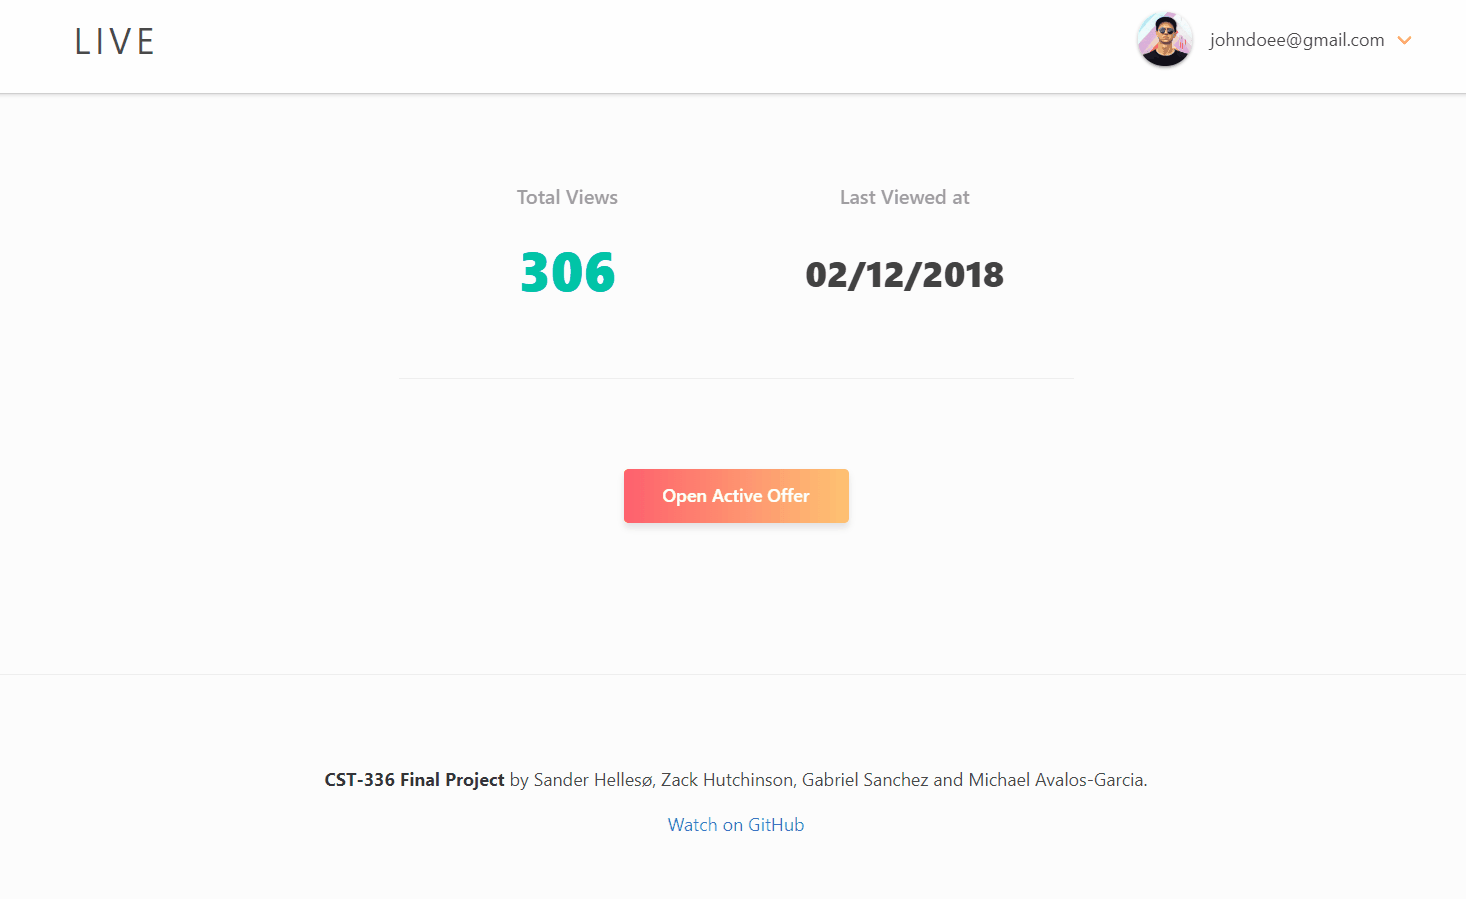 LIVE
johndoee@gmail.com
Total Views
Last Viewed at
306
02/12/2018
Open Active Offer
CST-336 Final Project by Sander Hellesø, Zack Hutchinson, Gabriel Sanchez and Michael Avalos-Garcia.
Watch on GitHub